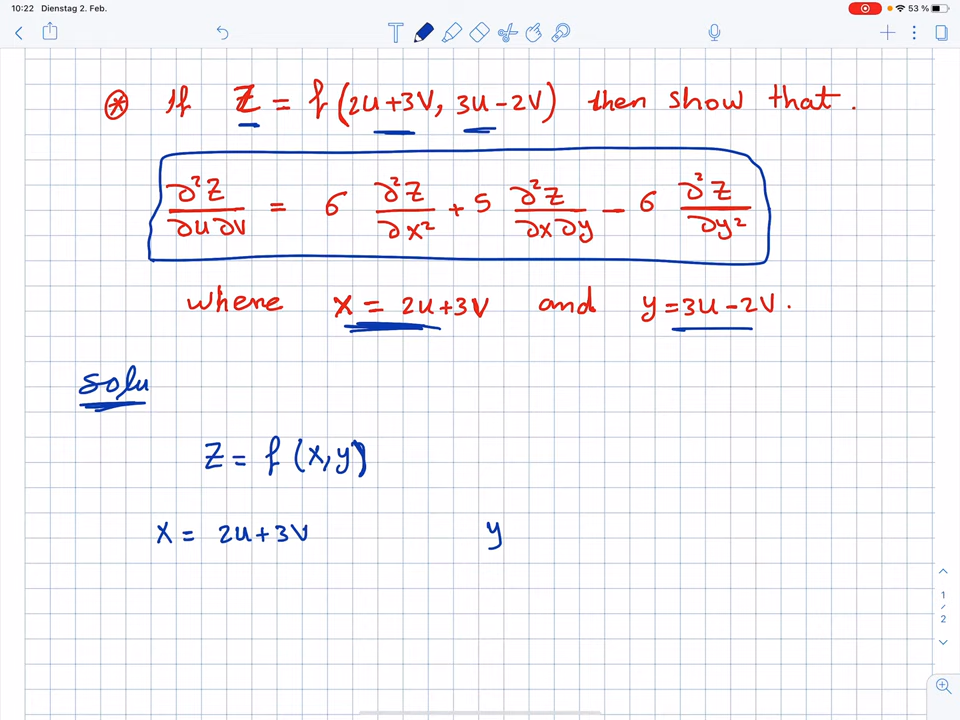 10:22 Dienstag 2. Feb. 53 %
T
⊛ If Z = f(2u+3v, 3u-2v) then show that.
∂²Z/∂u∂v = 6 ∂²Z/∂x² + 5 ∂²Z/∂x∂y - 6 ∂²Z/∂y²
where x = 2u+3v and y=3u-2v.
Solu
Z = f(x,y)
x = 2u+3v y
1
/
2